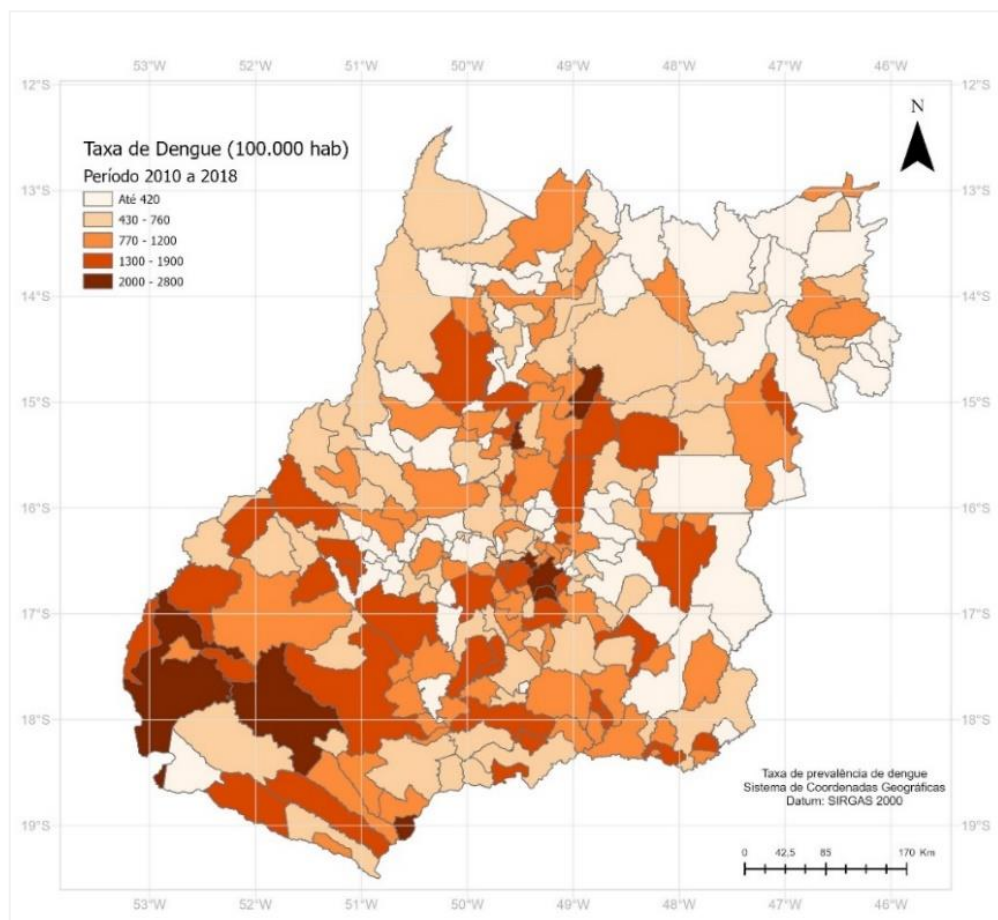 53°W 52°W 51°W 50°W 49°W 48°W 47°W 46°W
12°S 12°S
N
Taxa de Dengue (100.000 hab)
Período 2010 a 2018
13°S 13°S
Até 420
430 - 760
770 - 1200
1300 - 1900
2000 - 2800
14°S 14°S
15°S 15°S
16°S 16°S
17°S 17°S
18°S 18°S
Taxa de prevalência de dengue
Sistema de Coordenadas Geográficas
Datum: SIRGAS 2000
19°S 19°S
0 42,5 85 170 Km
53°W 52°W 51°W 50°W 49°W 48°W 47°W 46°W